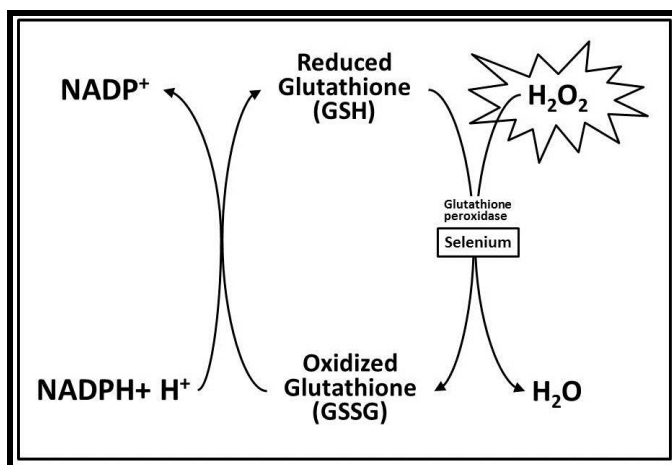 NADP⁺
Reduced
Glutathione
(GSH)
H₂O₂
Glutathione
peroxidase
Selenium
NADPH+ H⁺
Oxidized
Glutathione
(GSSG)
H₂O